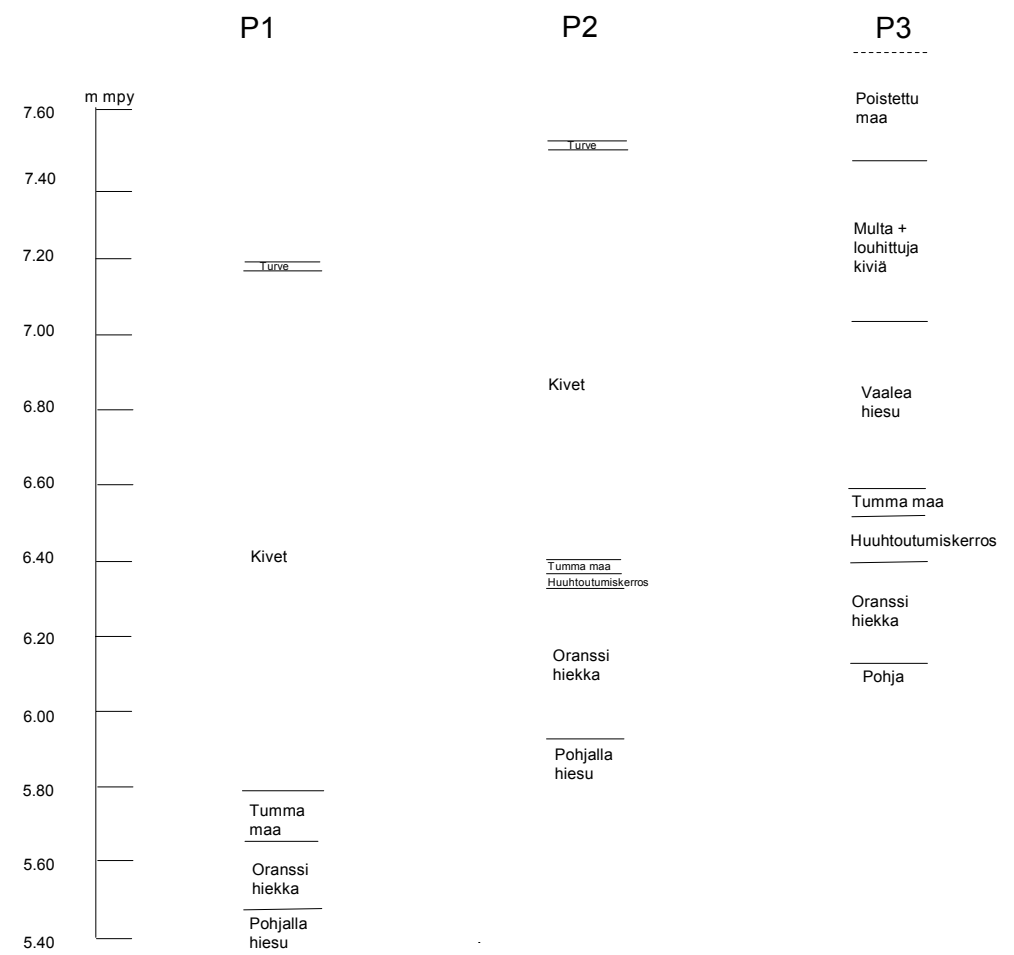 P1
P2
P3
m mpy
7.60
7.40
7.20
7.00
6.80
6.60
6.40
6.20
6.00
5.80
5.60
5.40
Turve
Kivet
Tumma
maa
Oranssi
hiekka
Pohjalla
hiesu
Turve
Kivet
Tumma maa
Huuhtoutumiskerros
Oranssi
hiekka
Pohjalla
hiesu
Poistettu
maa
Multa +
louhittuja
kiviä
Vaalea
hiesu
Tumma maa
Huuhtoutumiskerros
Oranssi
hiekka
Pohja